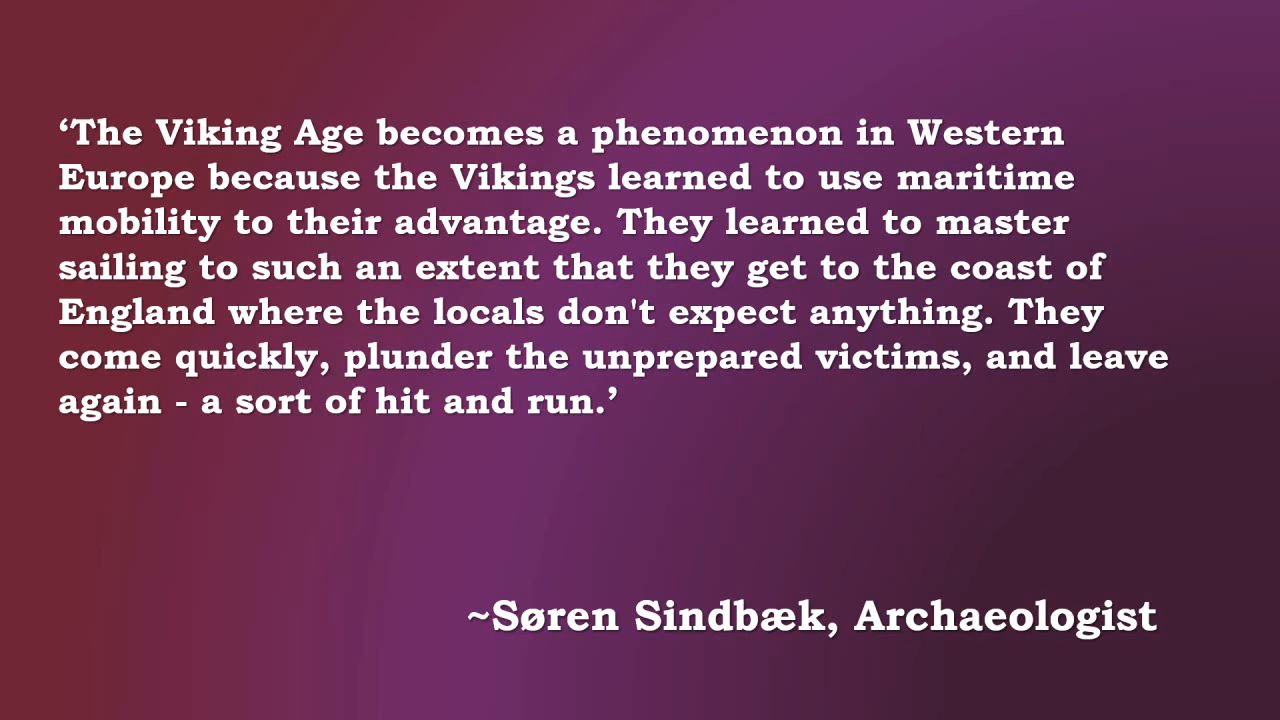 ‘The Viking Age becomes a phenomenon in Western
Europe because the Vikings learned to use maritime
mobility to their advantage. They learned to master
sailing to such an extent that they get to the coast of
England where the locals don't expect anything. They
come quickly, plunder the unprepared victims, and leave
again - a sort of hit and run.’
~Søren Sindbæk, Archaeologist